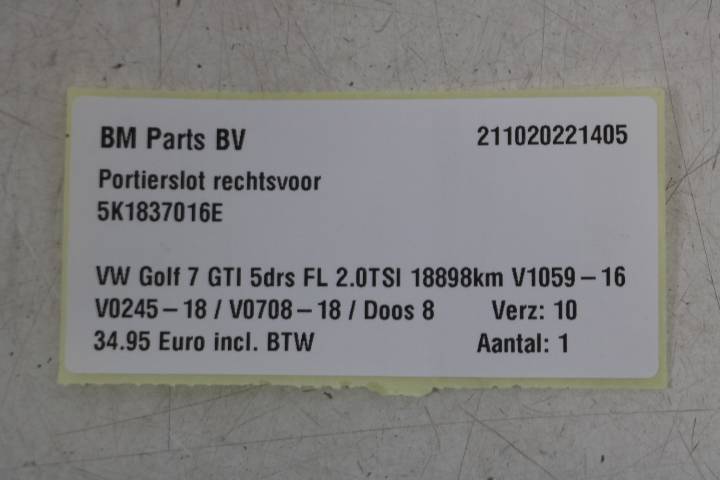 BM Parts BV 211020221405
Portierslot rechtsvoor
5K1837016E
VW Golf 7 GTI 5drs FL 2.0TSI 18898km V1059-16
V0245-18 / V0708-18 / Doos 8 Verz: 10
34.95 Euro incl. BTW Aantal: 1